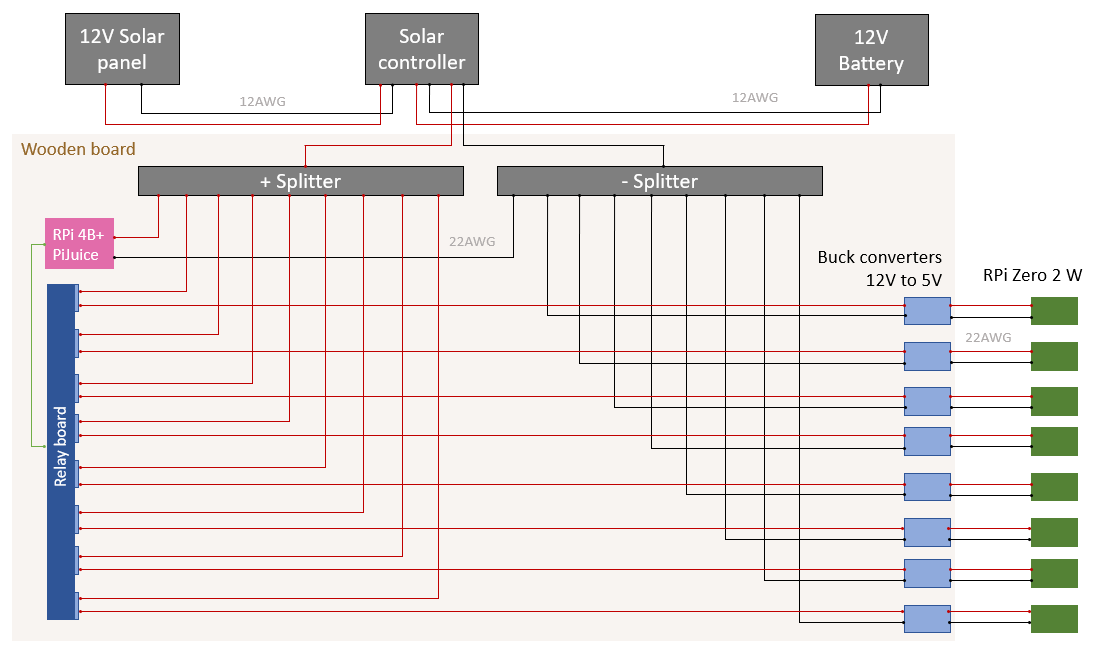 12V Solar
panel
Solar
controller
12V
Battery
12AWG
12AWG
Wooden board
+ Splitter
- Splitter
RPi 4B+
PiJuice
22AWG
Buck converters
12V to 5V
RPi Zero 2 W
22AWG
Relay board